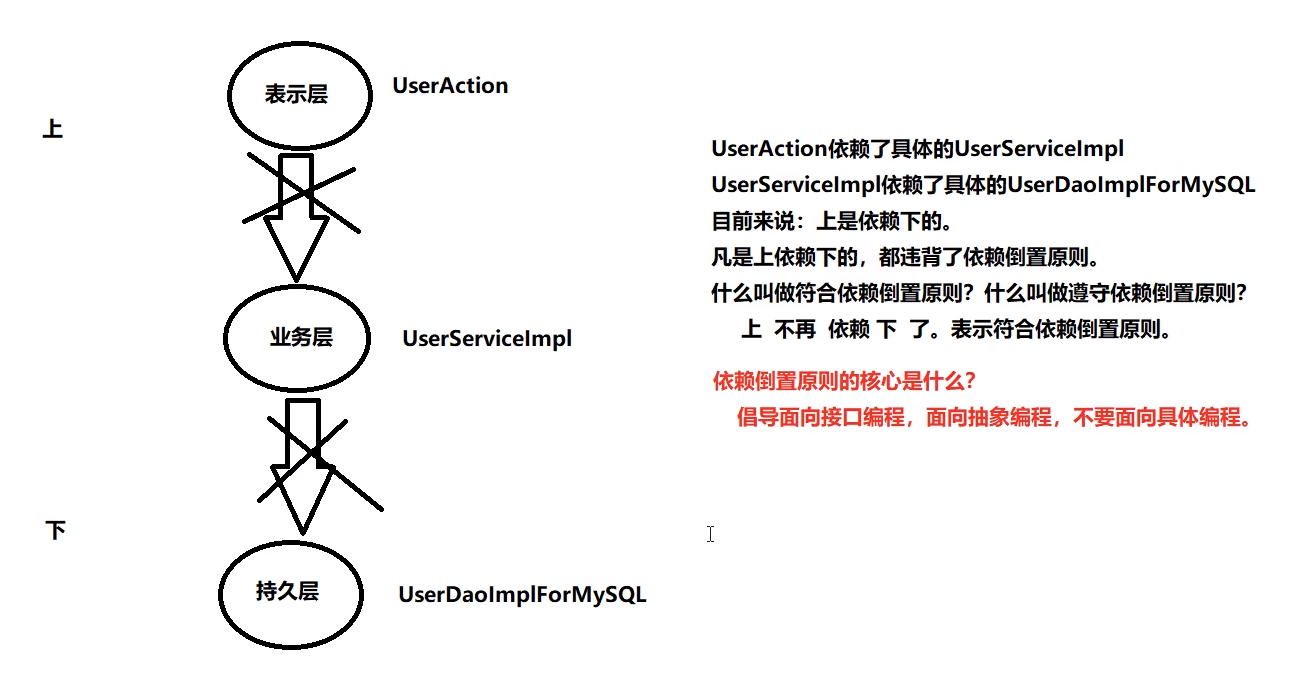 表示层
UserAction
上
业务层
UserServiceImpl
下
持久层
UserDaoImplForMySQL
UserAction依赖了具体的UserServiceImpl
UserServiceImpl依赖了具体的UserDaoImplForMySQL
目前来说：上是依赖下的。
凡是上依赖下的，都违背了依赖倒置原则。
什么叫做符合依赖倒置原则？什么叫做遵守依赖倒置原则？
上 不再 依赖 下 了。表示符合依赖倒置原则。
依赖倒置原则的核心是什么？
倡导面向接口编程，面向抽象编程，不要面向具体编程。